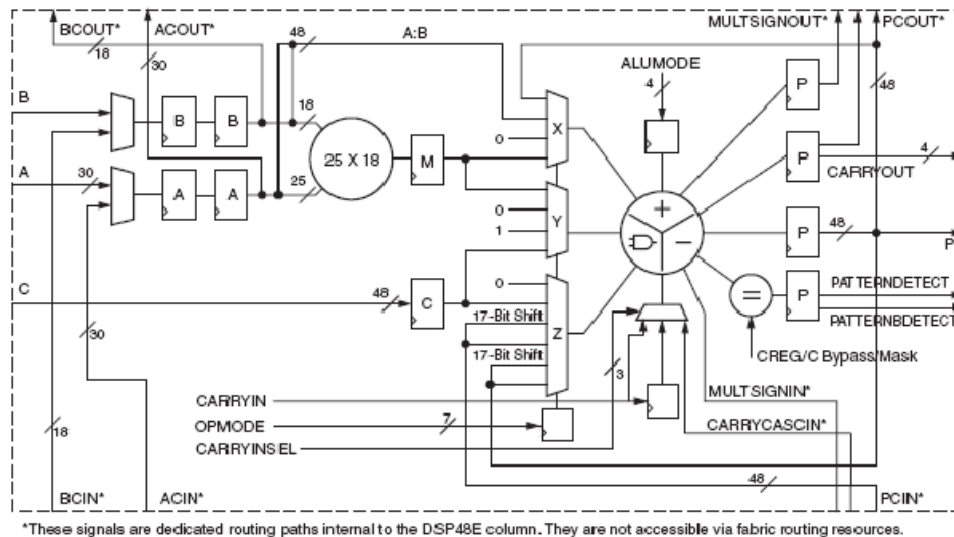 BCOUT* ACOUT* MULTSIGNOUT* PCOUT*
48 A:B
18
30 ALUMODE
4 48
B
18
B B P
0 X
25 X 18 M
P 4
A
30 CARRYOUT
A A 25
+
0 Y
1 P 48
− P
C 0 = P PATTERNDETECT
48 C
17-Bit Shift PATTERNBDETECT
30 Z
17-Bit Shift
CREG/C Bypass/Mask
3 MULTSIGNIN*
CARRYIN
18 OPMODE 7 CARRYCASCIN*
CARRYINSEL
48
BCIN* ACIN* PCIN*
*These signals are dedicated routing paths internal to the DSP48E column. They are not accessible via fabric routing resources.